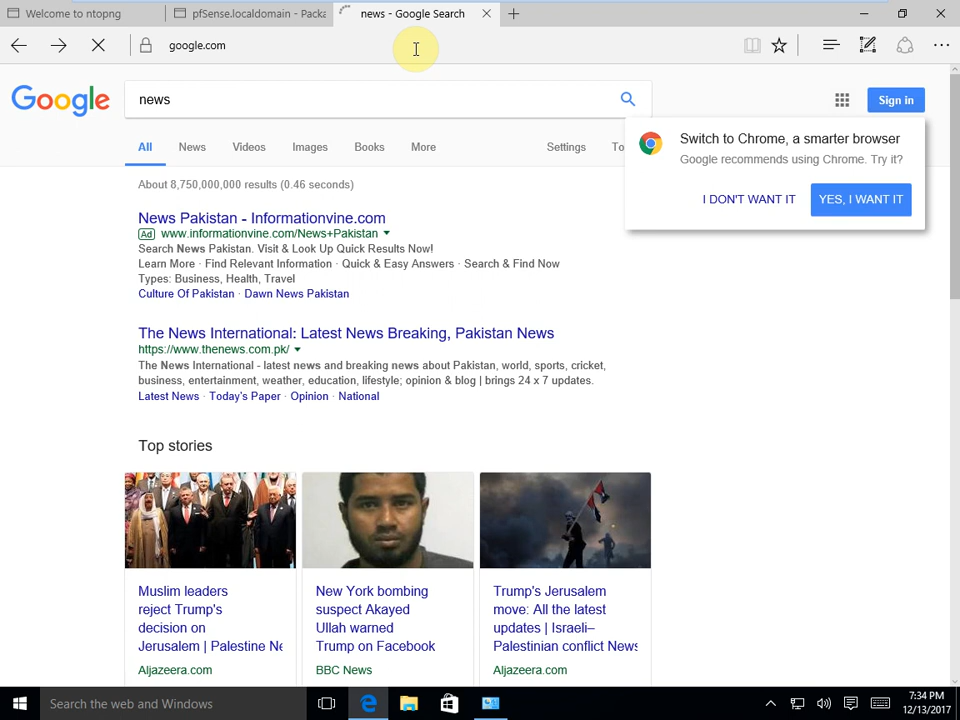 Welcome to ntopng
pfSense.localdomain - Packa
news - Google Search
google.com
Google
news
Sign in
Switch to Chrome, a smarter browser
Google recommends using Chrome. Try it?
I DON'T WANT IT
YES, I WANT IT
All
News
Videos
Images
Books
More
Settings
To
About 8,750,000,000 results (0.46 seconds)
News Pakistan - Informationvine.com
Ad www.informationvine.com/News+Pakistan
Search News Pakistan. Visit & Look Up Quick Results Now!
Learn More · Find Relevant Information · Quick & Easy Answers · Search & Find Now
Types: Business, Health, Travel
Culture Of Pakistan · Dawn News Pakistan
The News International: Latest News Breaking, Pakistan News
https://www.thenews.com.pk/
The News International - latest news and breaking news about Pakistan, world, sports, cricket,
business, entertainment, weather, education, lifestyle; opinion & blog | brings 24 x 7 updates.
Latest News · Today's Paper · Opinion · National
Top stories
Muslim leaders
reject Trump's
decision on
Jerusalem | Palestine Ne
Aljazeera.com
New York bombing
suspect Akayed
Ullah warned
Trump on Facebook
BBC News
Trump's Jerusalem
move: All the latest
updates | Israeli–
Palestinian conflict News
Aljazeera.com
Search the web and Windows
7:34 PM
12/13/2017